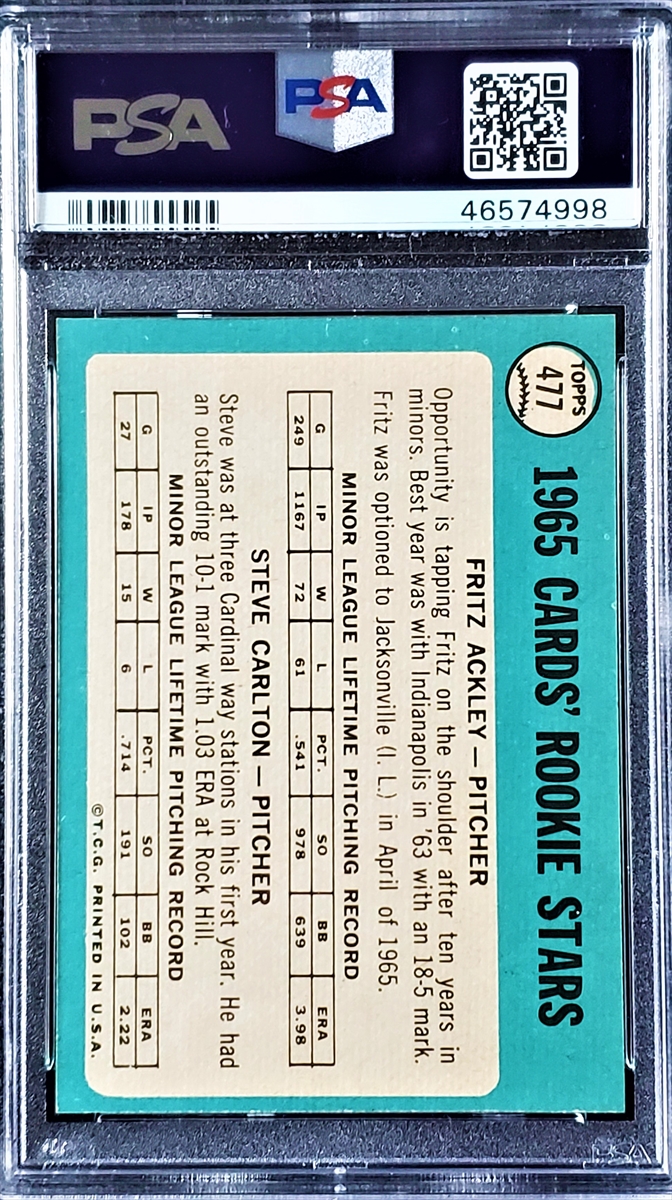 PSA
PSA
46574998
TOPPS
477
1965 CARDS' ROOKIE STARS
FRITZ ACKLEY — PITCHER
Opportunity is tapping Fritz on the shoulder after ten years in
minors. Best year was with Indianapolis in '63 with an 18-5 mark.
Fritz was optioned to Jacksonville (I. L.) in April of 1965.
MINOR LEAGUE LIFETIME PITCHING RECORD
G IP W L PCT. SO BB ERA
249 1167 72 61 .541 978 639 3.98
STEVE CARLTON — PITCHER
Steve was at three Cardinal way stations in his first year. He had
an outstanding 10-1 mark with 1.03 ERA at Rock Hill.
MINOR LEAGUE LIFETIME PITCHING RECORD
G IP W L PCT. SO BB ERA
27 178 15 6 .714 191 102 2.22
©T.C.G. PRINTED IN U.S.A.
PSA